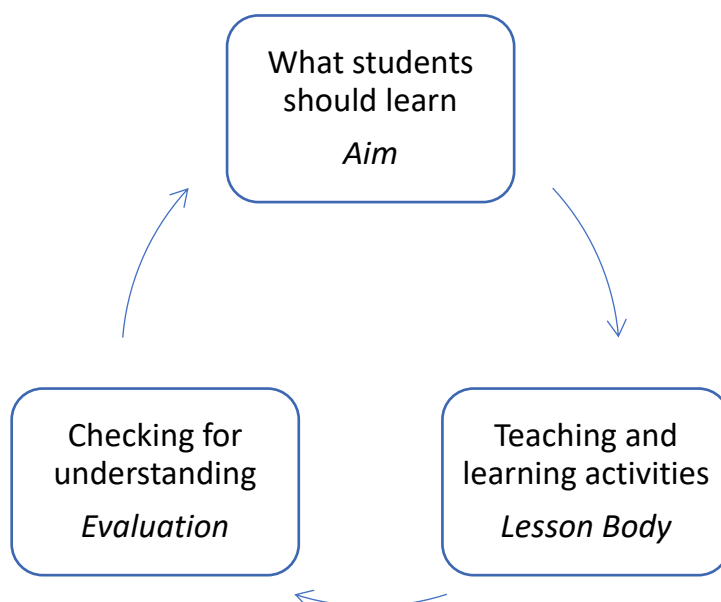 What students
should learn
Aim
Checking for
understanding
Evaluation
Teaching and
learning activities
Lesson Body